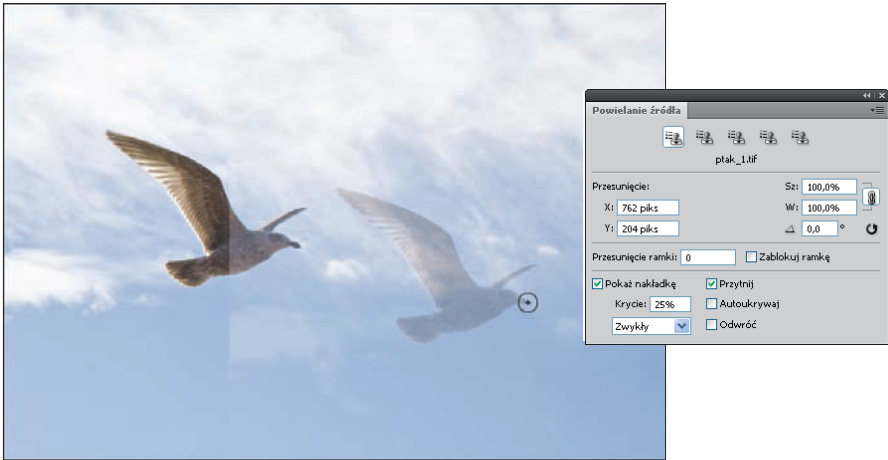 Powielanie źródła
ptak_1.tif
Przesunięcie: Sz: 100,0%
X: 762 piks W: 100,0%
Y: 204 piks 0,0 °
Przesunięcie ramki: 0 Zablokuj ramkę
Pokaż nakładkę Przytnij
Krycie: 25% Autoukrywaj
Zwykły Odwróć